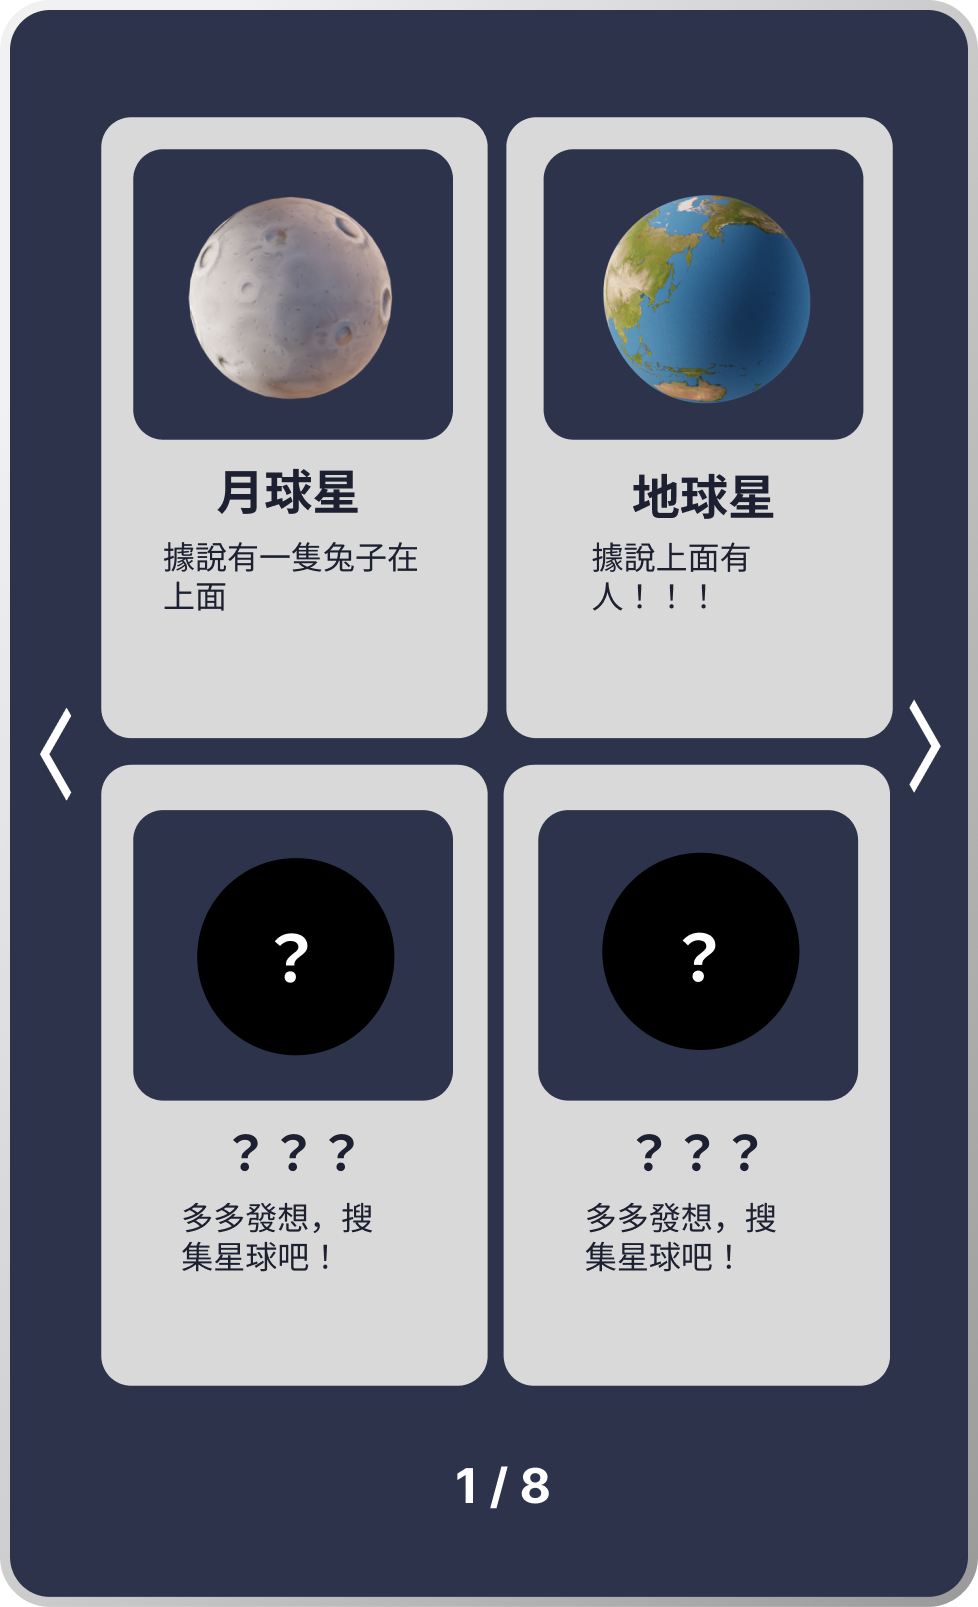 月球星
據說有一隻兔子在
上面
地球星
據說上面有
人！！！
?
？？？
多多發想，搜
集星球吧！
?
？？？
多多發想，搜
集星球吧！
1 / 8